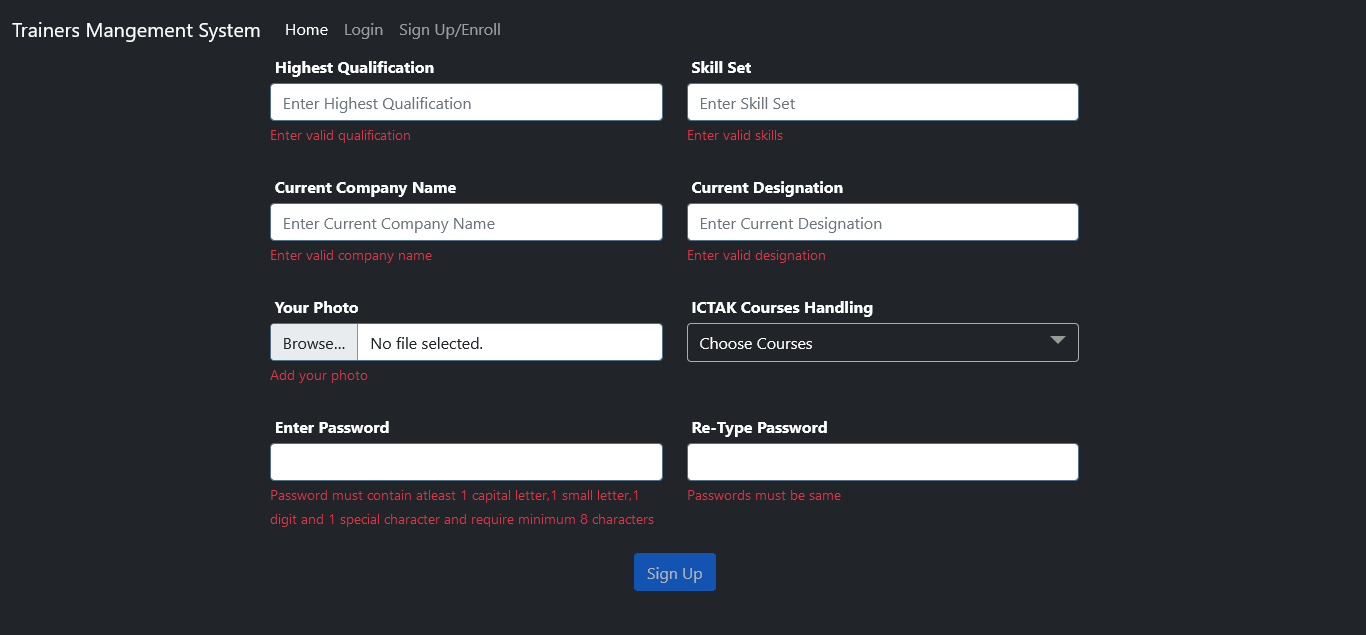 Trainers Mangement System Home Login Sign Up/Enroll
Highest Qualification Skill Set
Enter Highest Qualification Enter Skill Set
Enter valid qualification Enter valid skills
Current Company Name Current Designation
Enter Current Company Name Enter Current Designation
Enter valid company name Enter valid designation
Your Photo ICTAK Courses Handling
Browse... No file selected. Choose Courses
Add your photo
Enter Password Re-Type Password
Password must contain atleast 1 capital letter,1 small letter,1 Passwords must be same
digit and 1 special character and require minimum 8 characters
Sign Up